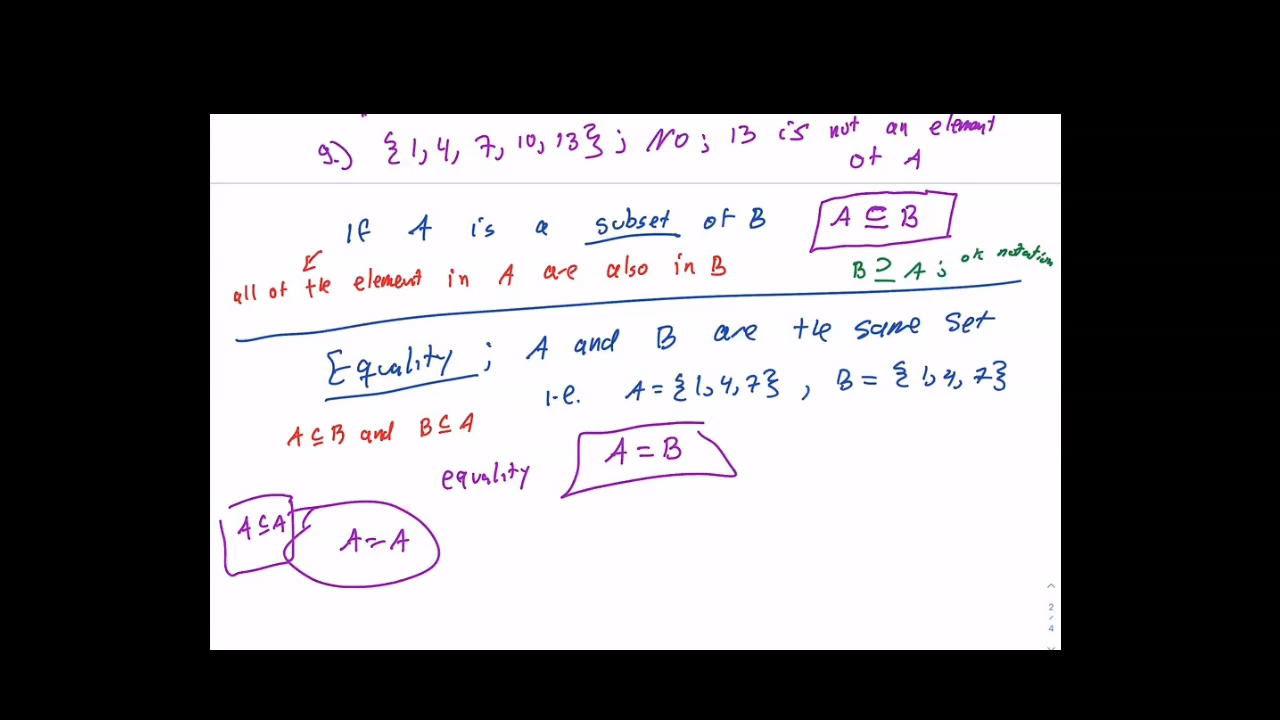 g.) {1, 4, 7, 10, 13} ; No ; 13 is not an element
of A
If A is a subset of B A ⊆ B
all of the element in A are also in B B ⊇ A ; ok notation
Equality ; A and B are the same set
i.e. A = {1, 4, 7} , B = {1, 4, 7}
A ⊆ B and B ⊆ A
equality A = B
A ⊆ A A = A
2
/
4